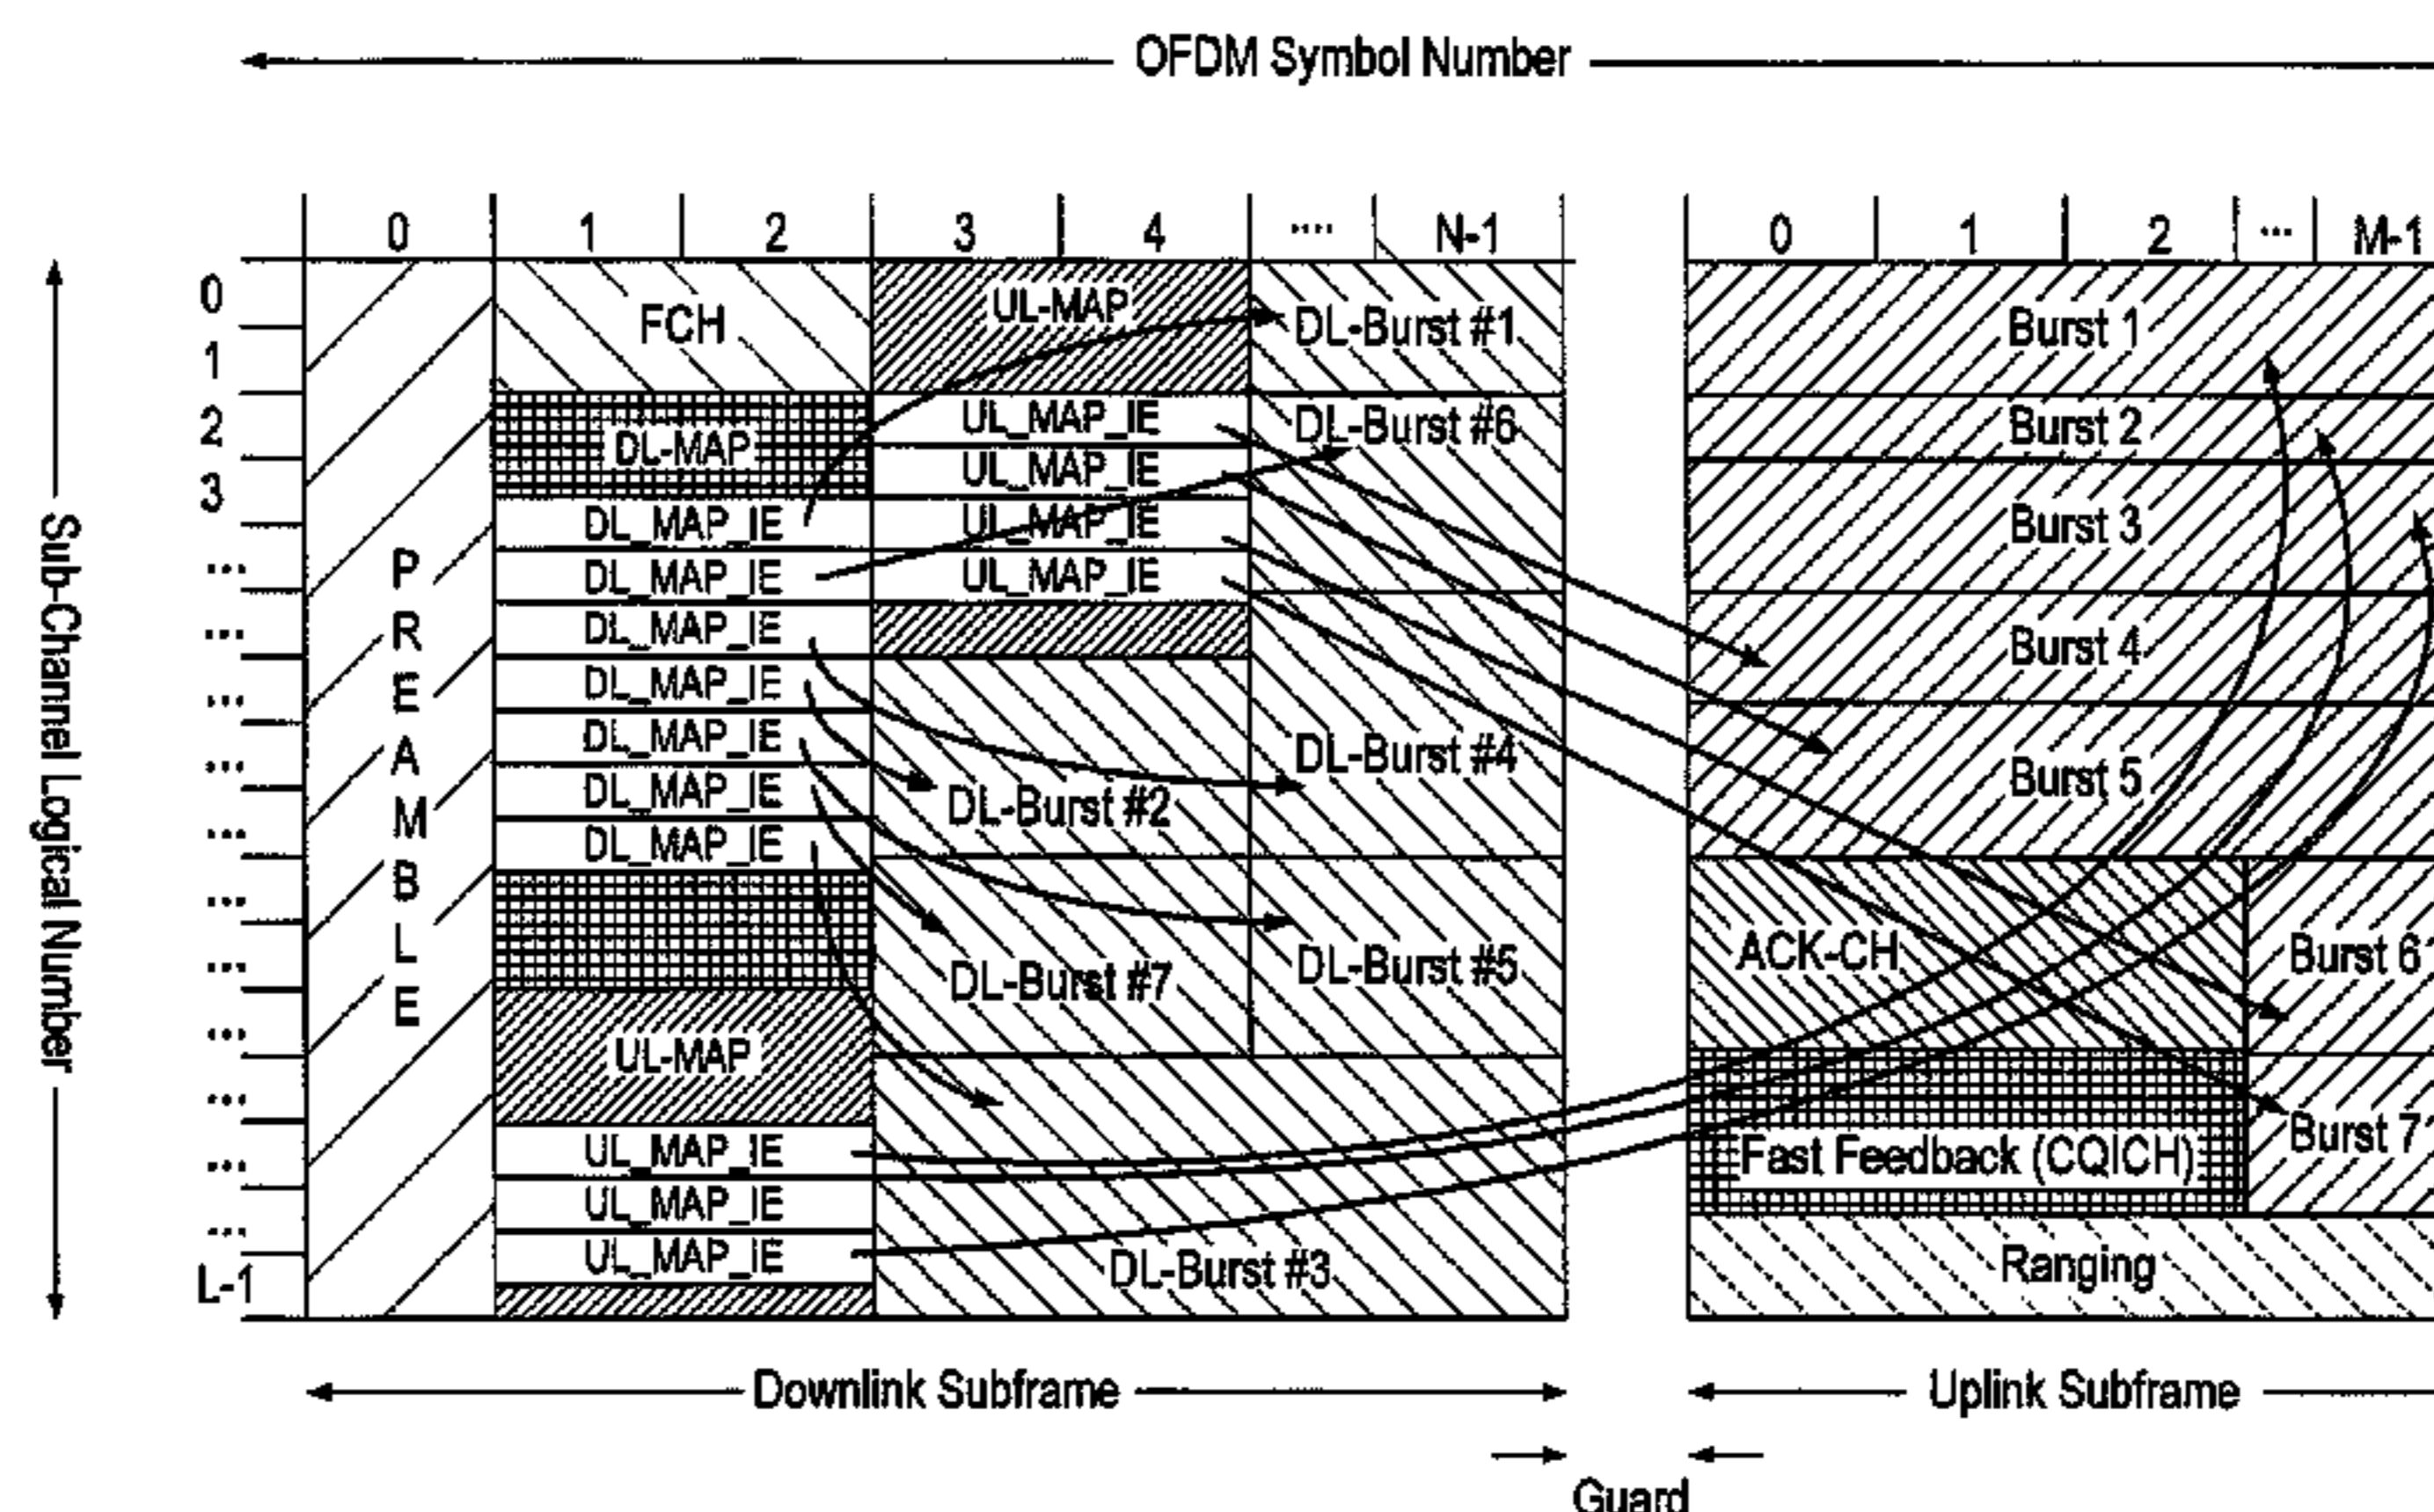 OFDM Symbol Number
0 1 2 3 4 .... N-1 0 1 2 ... M-1
Sub-Channel Logical Number
0
1
2
3
...
...
...
...
...
...
...
...
...
...
...
L-1
PREAMBLE
FCH
DL-MAP
DL_MAP_IE
DL_MAP_IE
DL_MAP_IE
DL_MAP_IE
DL_MAP_IE
DL_MAP_IE
DL_MAP_IE
UL-MAP
UL_MAP_IE
UL_MAP_IE
UL_MAP_IE
UL-MAP
UL_MAP_IE
UL_MAP_IE
UL_MAP_IE
UL_MAP_IE
DL-Burst #2
DL-Burst #7
DL-Burst #3
DL-Burst #1
DL-Burst #6
DL-Burst #4
DL-Burst #5
Burst 1
Burst 2
Burst 3
Burst 4
Burst 5
ACK-CH
Burst 6
Fast Feedback (CQICH)
Burst 7
Ranging
Downlink Subframe
Uplink Subframe
Guard